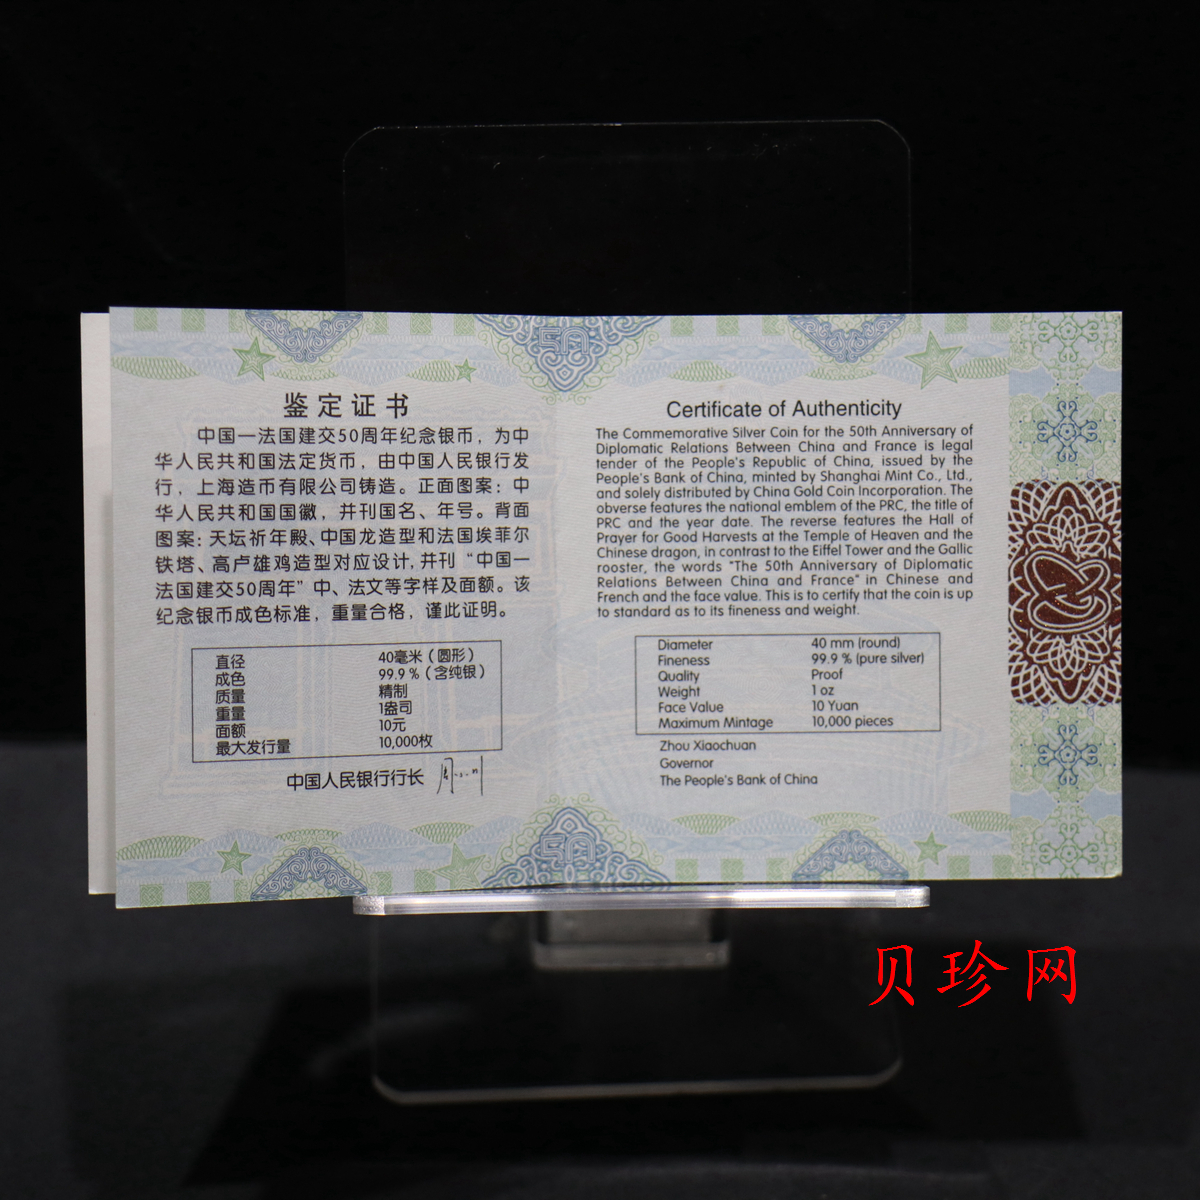 鉴定证书
中国—法国建交50周年纪念银币，为中
华人民共和国法定货币，由中国人民银行发
行，上海造币有限公司铸造。正面图案：中
华人民共和国国徽，并刊国名、年号。背面
图案：天坛祈年殿、中国龙造型和法国埃菲尔
铁塔、高卢雄鸡造型对应设计，并刊“中国—
法国建交50周年”中、法文等字样及面额。该
纪念银币成色标准，重量合格，谨此证明。
直径 40毫米（圆形）
成色 99.9％（含纯银）
质量 精制
重量 1盎司
面额 10元
最大发行量 10,000枚
中国人民银行行长
Certificate of Authenticity
The Commemorative Silver Coin for the 50th Anniversary of
Diplomatic Relations Between China and France is legal
tender of the People's Republic of China, issued by the
People's Bank of China, minted by Shanghai Mint Co., Ltd.,
and solely distributed by China Gold Coin Incorporation. The
obverse features the national emblem of the PRC, the title of
PRC and the year date. The reverse features the Hall of
Prayer for Good Harvests at the Temple of Heaven and the
Chinese dragon, in contrast to the Eiffel Tower and the Gallic
rooster, the words "The 50th Anniversary of Diplomatic
Relations Between China and France" in Chinese and
French and the face value. This is to certify that the coin is up
to standard as to its fineness and weight.
Diameter 40 mm (round)
Fineness 99.9 % (pure silver)
Quality Proof
Weight 1 oz
Face Value 10 Yuan
Maximum Mintage 10,000 pieces
Zhou Xiaochuan
Governor
The People's Bank of China
50
50
贝珍网